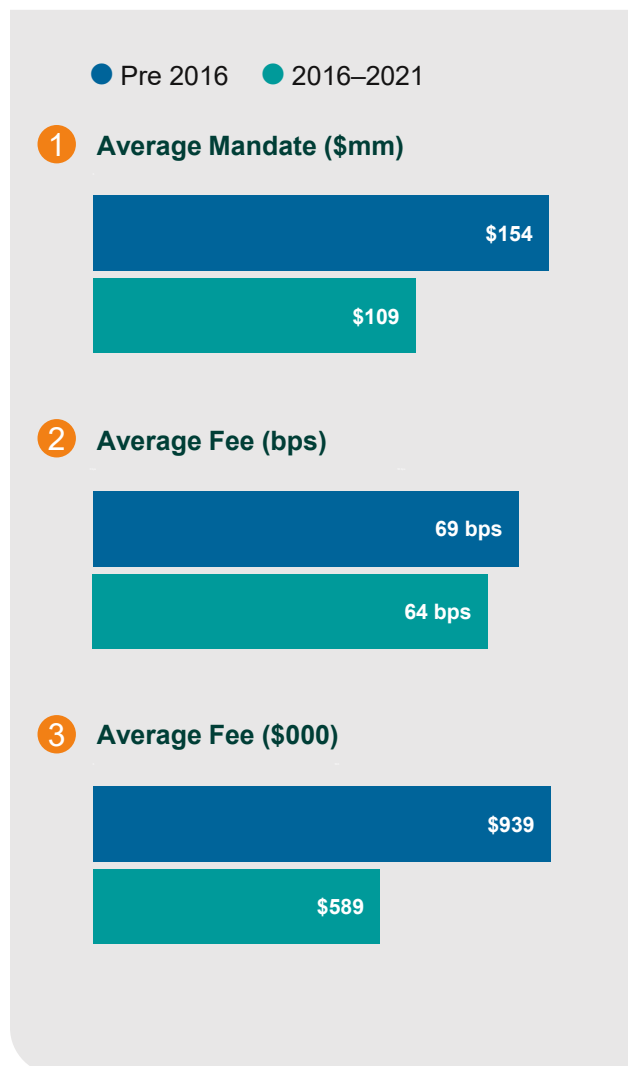 Pre 2016 2016–2021
1 Average Mandate ($mm)
$154
$109
2 Average Fee (bps)
69 bps
64 bps
3 Average Fee ($000)
$939
$589